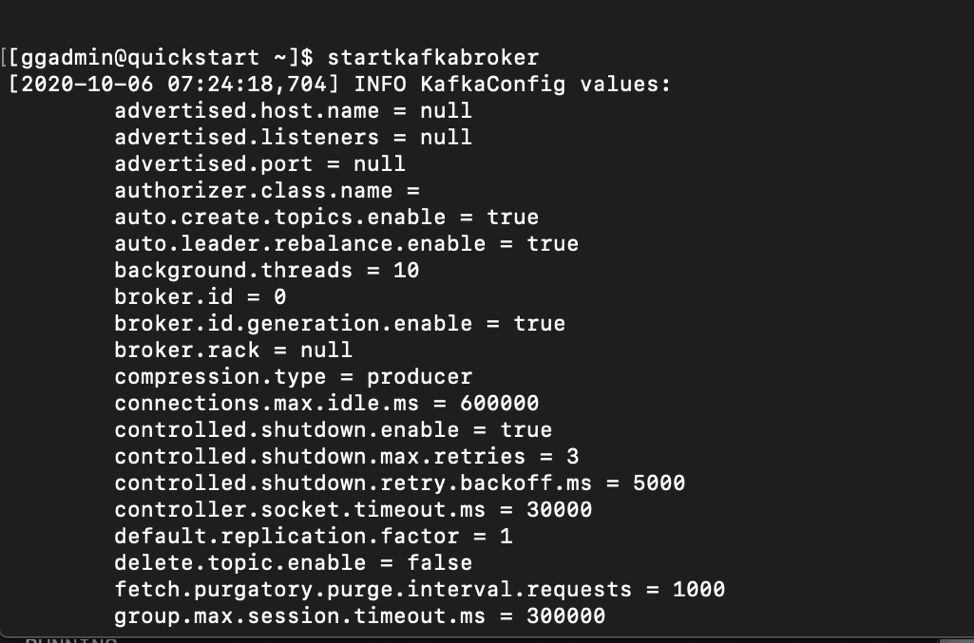 [[ggadmin@quickstart ~]$ startkafkabroker
[2020-10-06 07:24:18,704] INFO KafkaConfig values:
advertised.host.name = null
advertised.listeners = null
advertised.port = null
authorizer.class.name =
auto.create.topics.enable = true
auto.leader.rebalance.enable = true
background.threads = 10
broker.id = 0
broker.id.generation.enable = true
broker.rack = null
compression.type = producer
connections.max.idle.ms = 600000
controlled.shutdown.enable = true
controlled.shutdown.max.retries = 3
controlled.shutdown.retry.backoff.ms = 5000
controller.socket.timeout.ms = 30000
default.replication.factor = 1
delete.topic.enable = false
fetch.purgatory.purge.interval.requests = 1000
group.max.session.timeout.ms = 300000